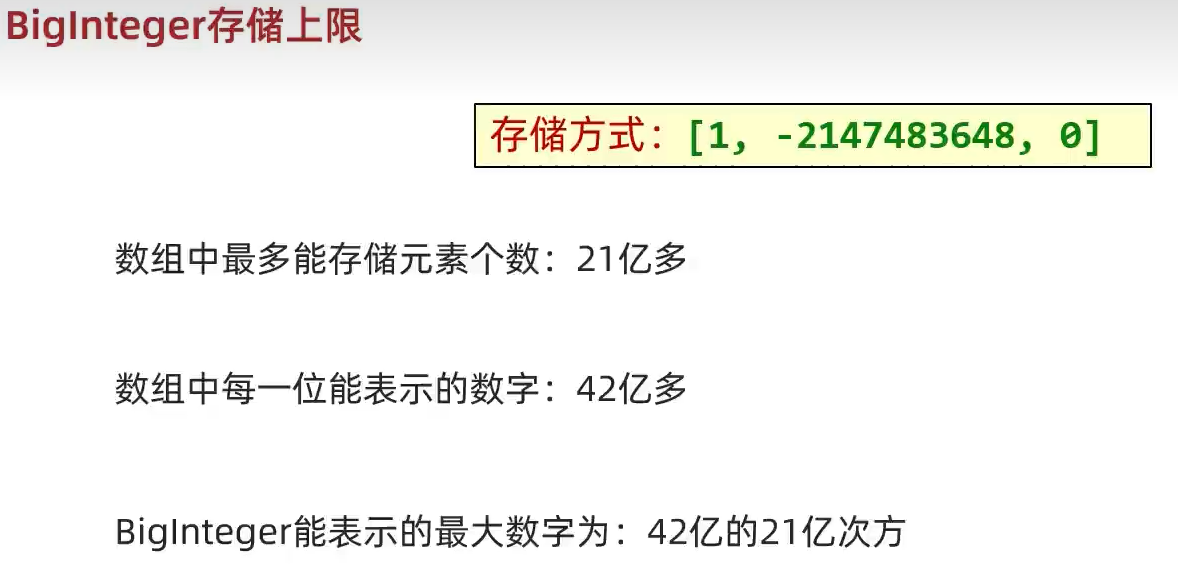 BigInteger存储上限
存储方式：[1, -2147483648, 0]
数组中最多能存储元素个数：21亿多
数组中每一位能表示的数字：42亿多
BigInteger能表示的最大数字为：42亿的21亿次方